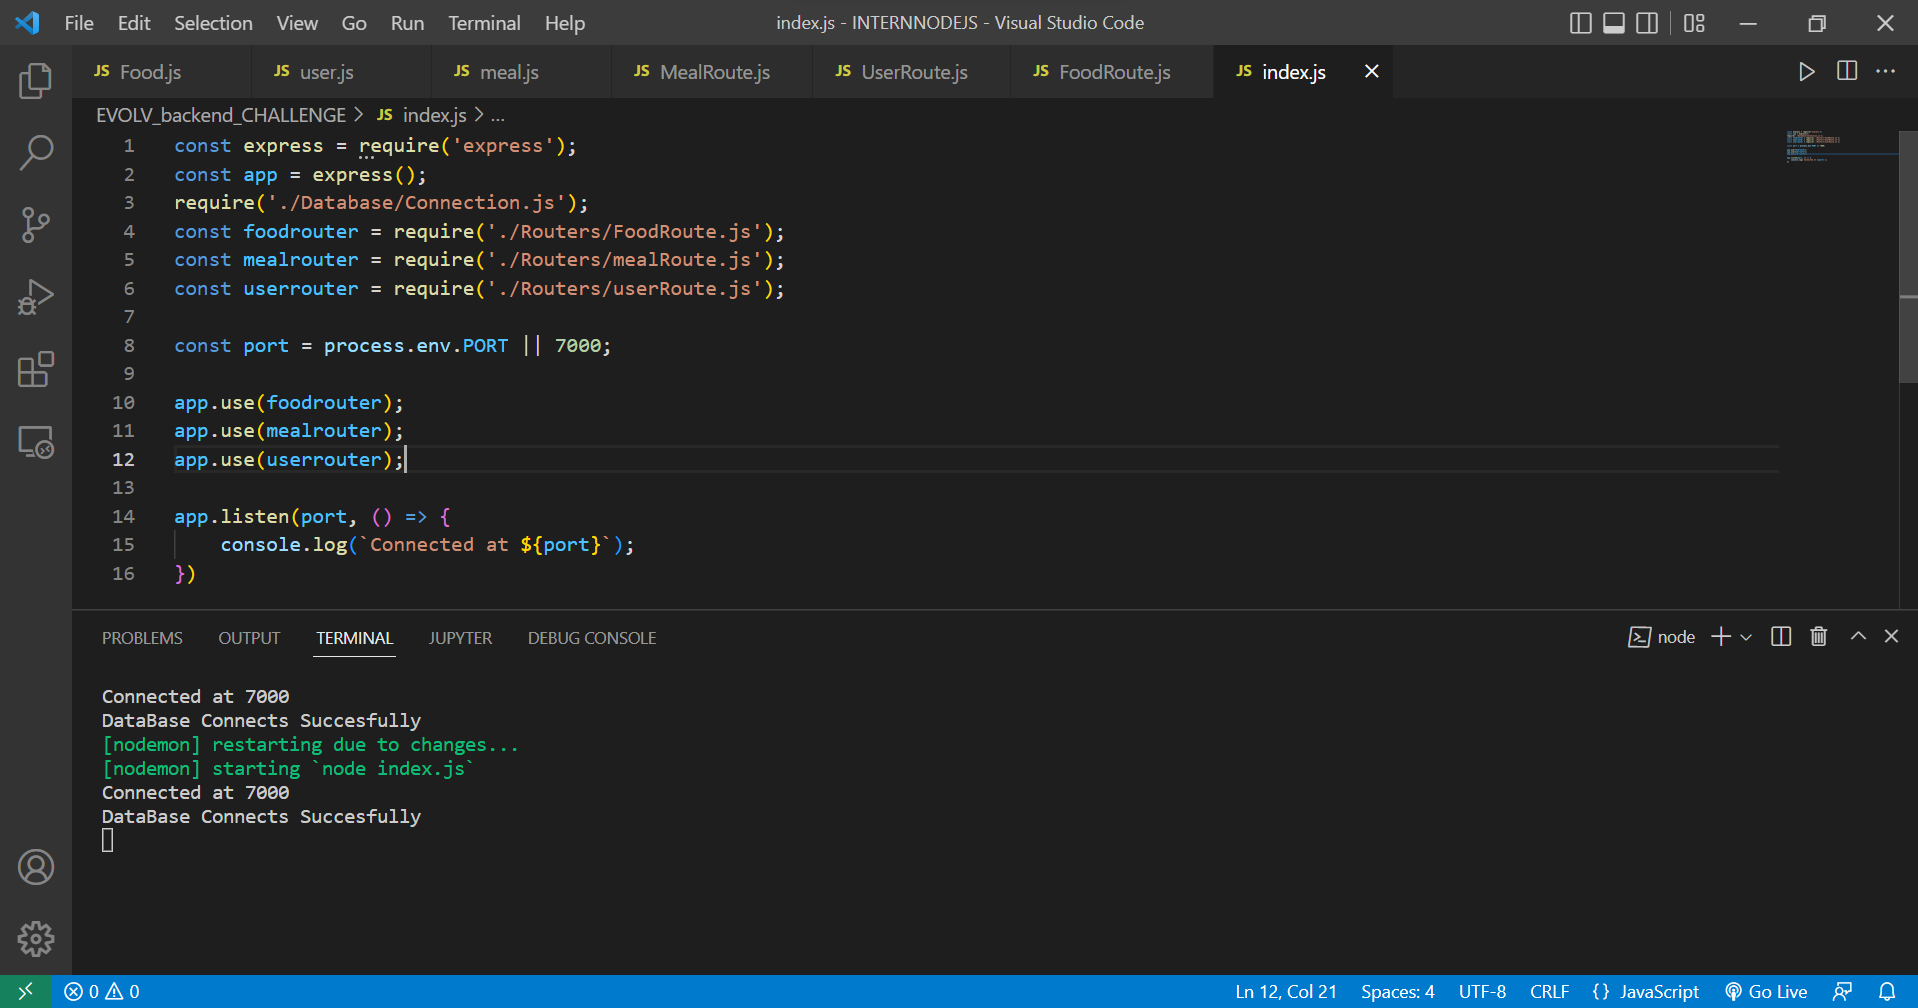 File Edit Selection View Go Run Terminal Help index.js - INTERNNODEJS - Visual Studio Code
JS Food.js JS user.js JS meal.js JS MealRoute.js JS UserRoute.js JS FoodRoute.js JS index.js
EVOLV_backend_CHALLENGE > JS index.js > ...
1 const express = require('express');
2 const app = express();
3 require('./Database/Connection.js');
4 const foodrouter = require('./Routers/FoodRoute.js');
5 const mealrouter = require('./Routers/mealRoute.js');
6 const userrouter = require('./Routers/userRoute.js');
7
8 const port = process.env.PORT || 7000;
9
10 app.use(foodrouter);
11 app.use(mealrouter);
12 app.use(userrouter);
13
14 app.listen(port, () => {
15     console.log(`Connected at ${port}`);
16 })
PROBLEMS OUTPUT TERMINAL JUPYTER DEBUG CONSOLE node
Connected at 7000
DataBase Connects Succesfully
[nodemon] restarting due to changes...
[nodemon] starting `node index.js`
Connected at 7000
DataBase Connects Succesfully
0 0 Ln 12, Col 21 Spaces: 4 UTF-8 CRLF {} JavaScript Go Live